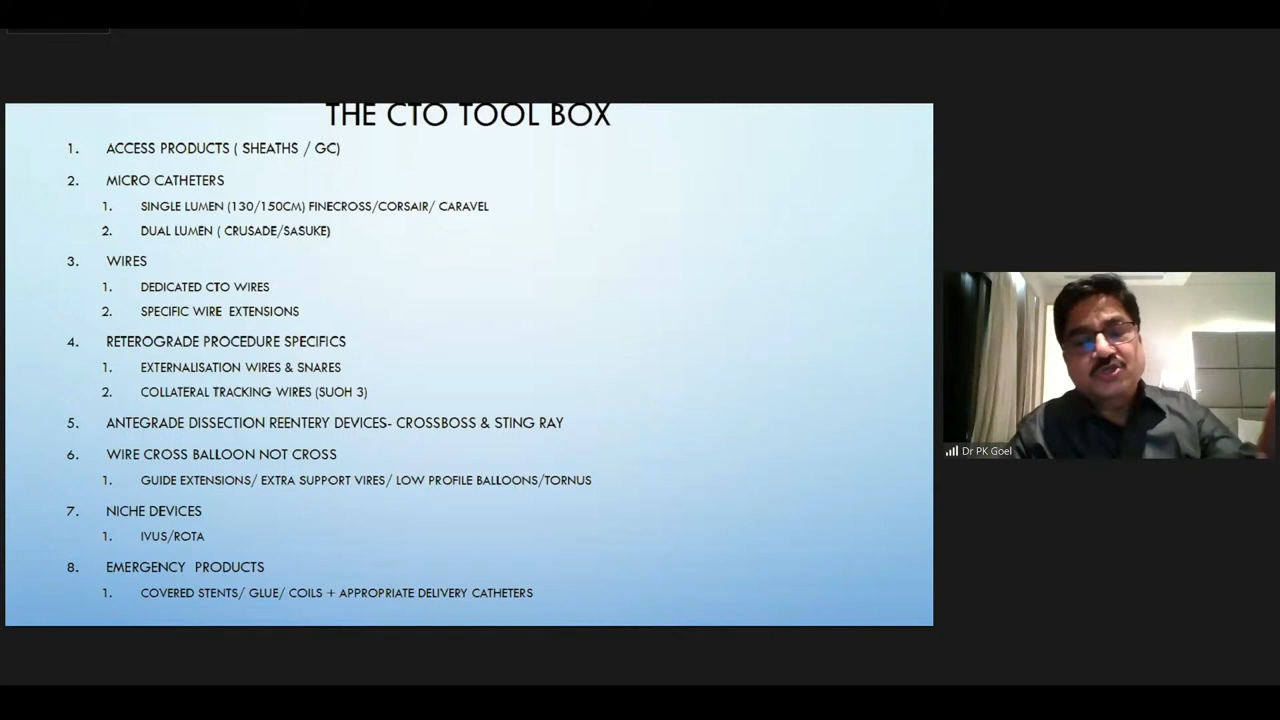 THE CTO TOOL BOX
1. ACCESS PRODUCTS ( SHEATHS / GC)
2. MICRO CATHETERS
1. SINGLE LUMEN (130/150CM) FINECROSS/CORSAIR/ CARAVEL
2. DUAL LUMEN ( CRUSADE/SASUKE)
3. WIRES
1. DEDICATED CTO WIRES
2. SPECIFIC WIRE EXTENSIONS
4. RETEROGRADE PROCEDURE SPECIFICS
1. EXTERNALISATION WIRES & SNARES
2. COLLATERAL TRACKING WIRES (SUOH 3)
5. ANTEGRADE DISSECTION REENTERY DEVICES- CROSSBOSS & STING RAY
6. WIRE CROSS BALLOON NOT CROSS
1. GUIDE EXTENSIONS/ EXTRA SUPPORT VIRES/ LOW PROFILE BALLOONS/TORNUS
7. NICHE DEVICES
1. IVUS/ROTA
8. EMERGENCY PRODUCTS
1. COVERED STENTS/ GLUE/ COILS + APPROPRIATE DELIVERY CATHETERS
Dr PK Goel